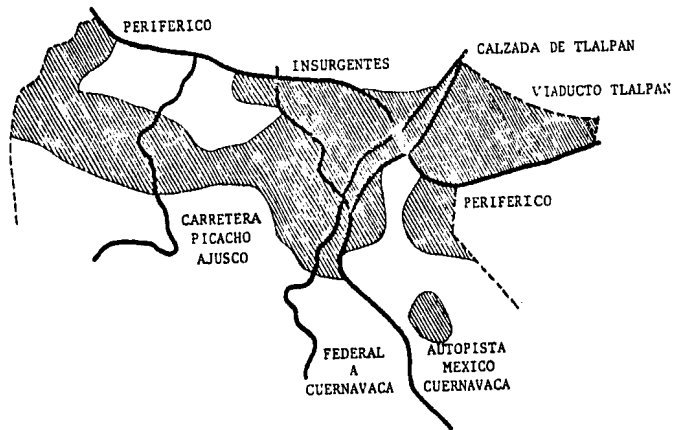 PERIFERICO
INSURGENTES
CALZADA DE TLALPAN
VIADUCTO TLALPAN
PERIFERICO
CARRETERA
PICACHO
AJUSCO
FEDERAL
A
CUERNAVACA
AUTOPISTA
MEXICO
CUERNAVACA